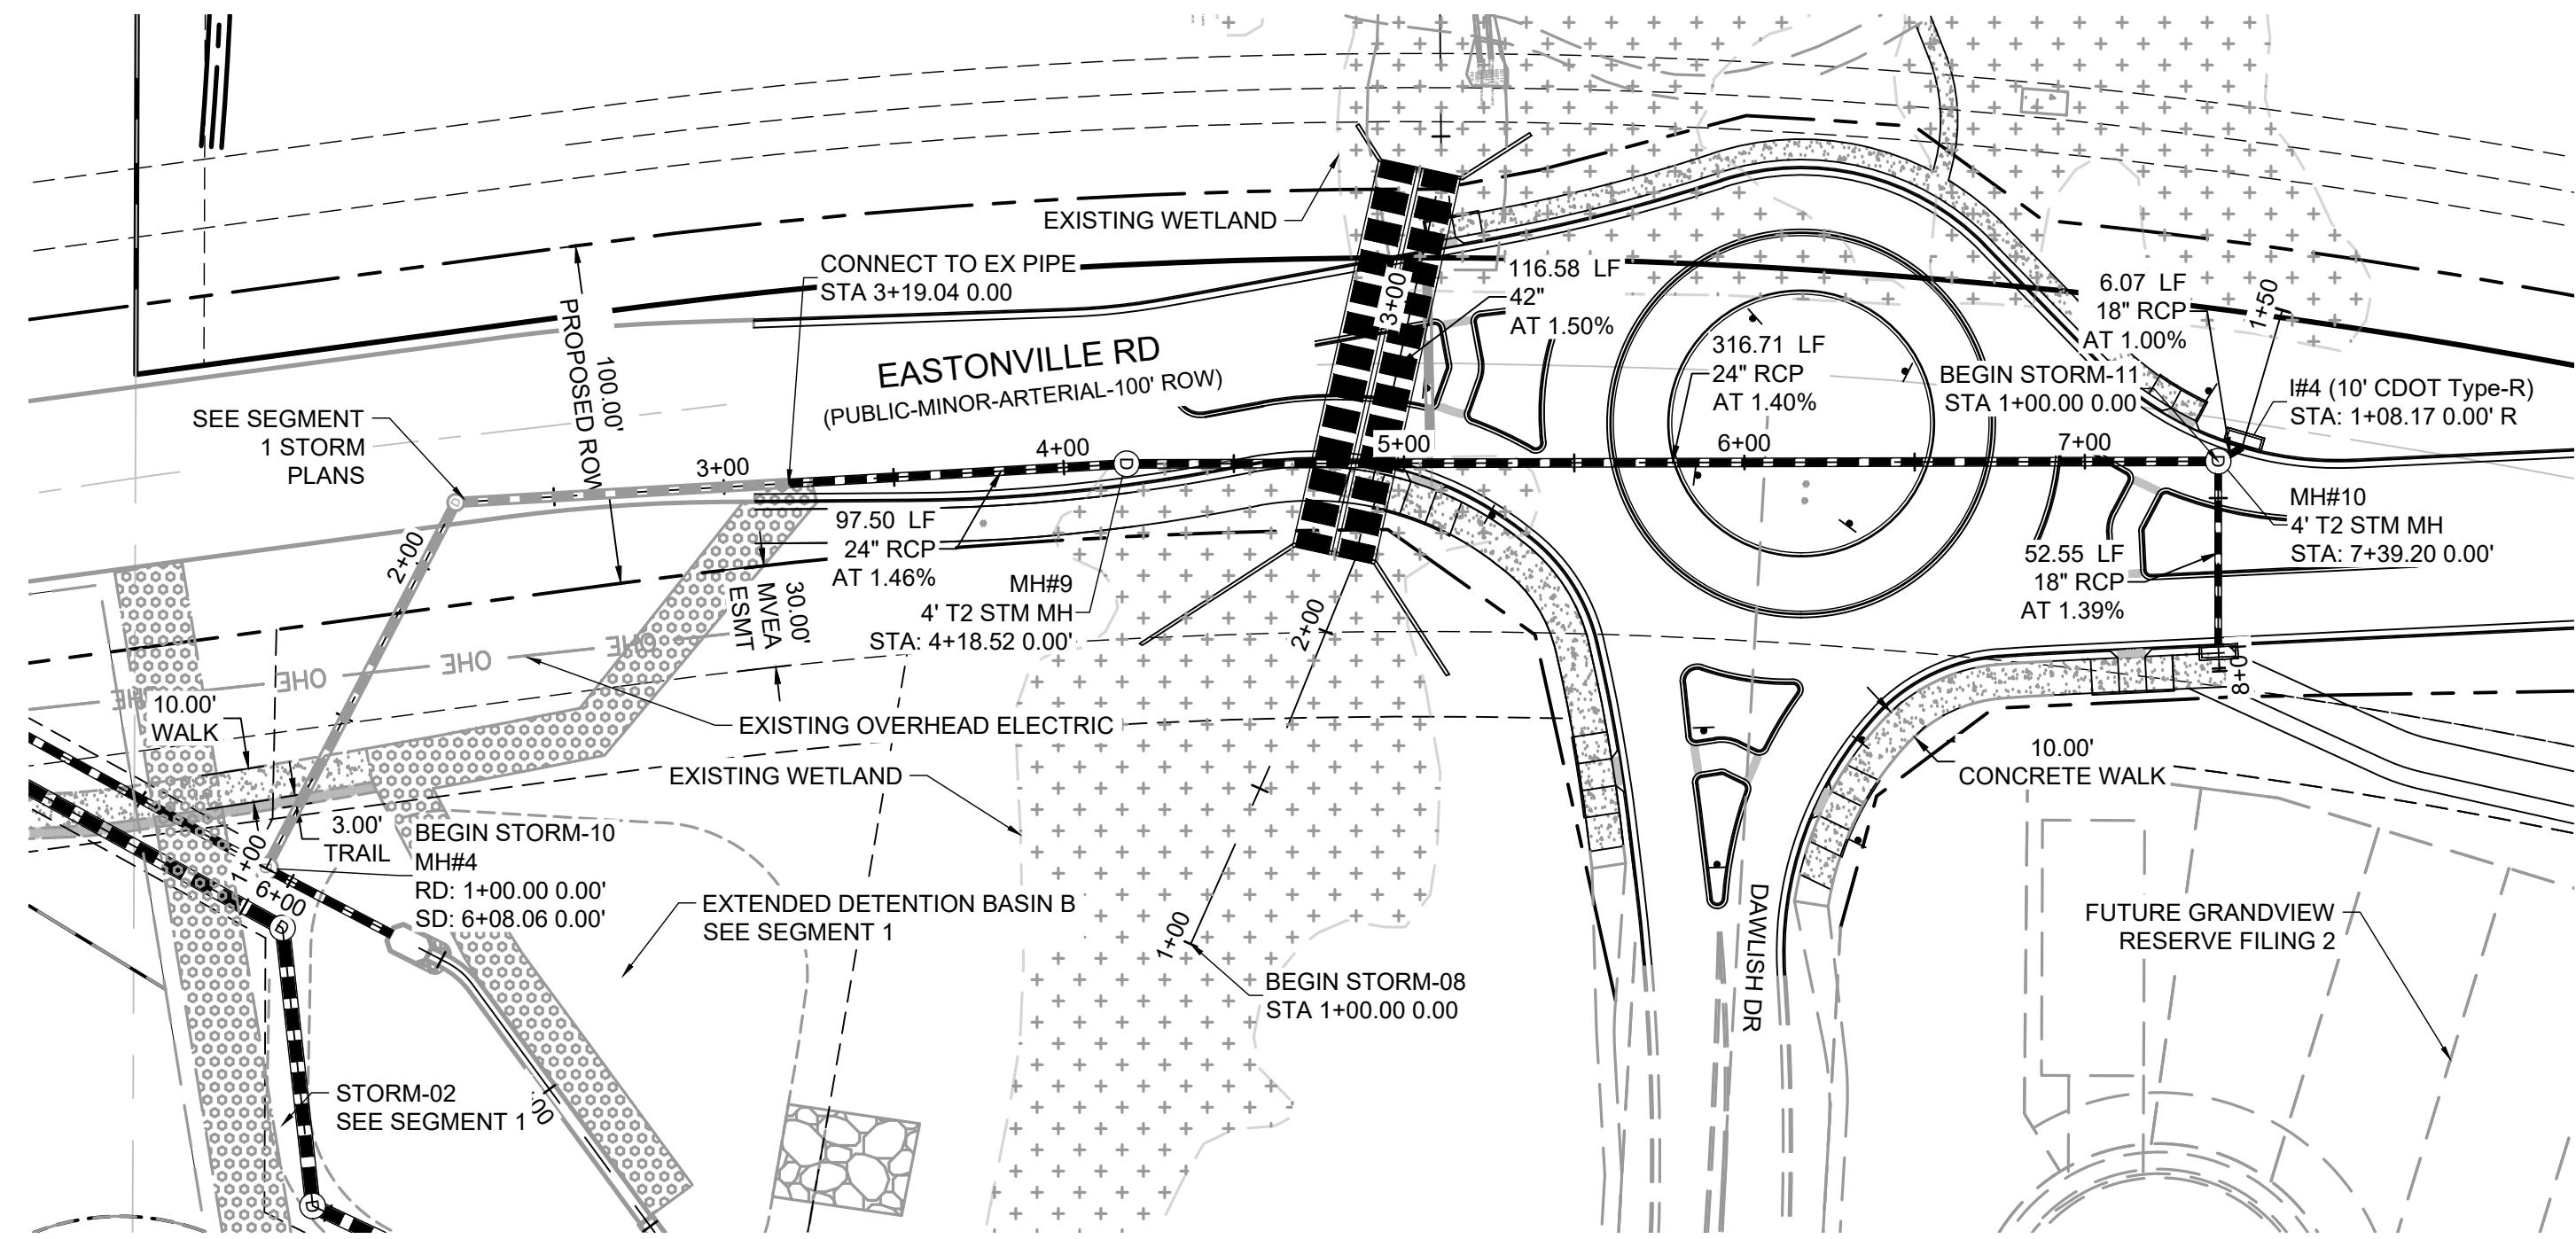 EXISTING WETLAND
CONNECT TO EX PIPE
STA 3+19.04 0.00
100.00'
PROPOSED ROW
EASTONVILLE RD
(PUBLIC-MINOR-ARTERIAL-100' ROW)
SEE SEGMENT
1 STORM
PLANS
2+00
3+00
4+00
5+00
6+00
7+00
8+0
3+00
116.58 LF
42"
AT 1.50%
316.71 LF
24" RCP
AT 1.40%
6.07 LF
18" RCP
AT 1.00%
1+50
BEGIN STORM-11
STA 1+00.00 0.00
I#4 (10' CDOT Type-R)
STA: 1+08.17 0.00' R
MH#10
4' T2 STM MH
STA: 7+39.20 0.00'
52.55 LF
18" RCP
AT 1.39%
97.50 LF
24" RCP
AT 1.46%
MH#9
4' T2 STM MH
STA: 4+18.52 0.00'
30.00'
MVEA
ESMT
OHE
OHE
OHE
OHE
10.00'
WALK
EXISTING OVERHEAD ELECTRIC
EXISTING WETLAND
2+00
1+00
3.00'
TRAIL
1+00
6+00
BEGIN STORM-10
MH#4
RD: 1+00.00 0.00'
SD: 6+08.06 0.00'
EXTENDED DETENTION BASIN B
SEE SEGMENT 1
BEGIN STORM-08
STA 1+00.00 0.00
10.00'
CONCRETE WALK
DAWLISH DR
FUTURE GRANDVIEW
RESERVE FILING 2
STORM-02
SEE SEGMENT 1
:00
D
D
D
D
D